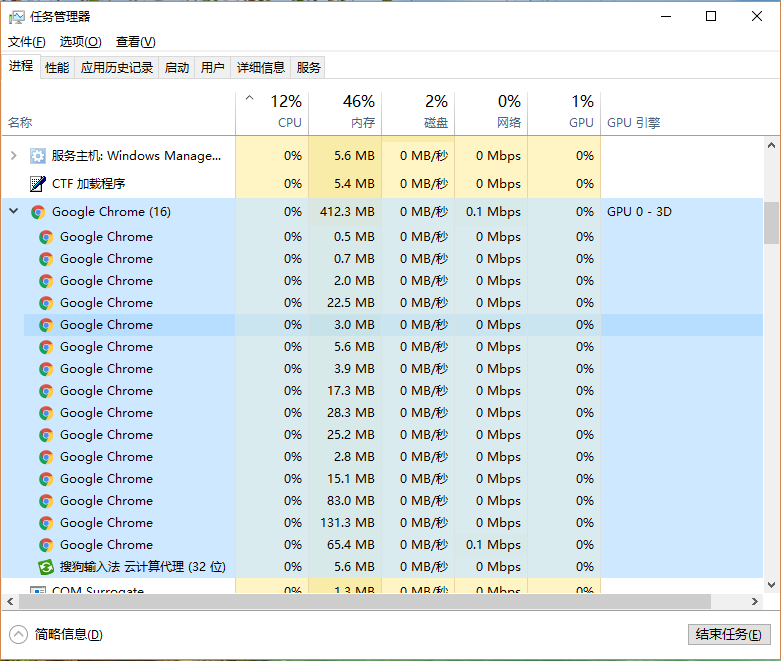 任务管理器
文件(F) 选项(O) 查看(V)
进程 性能 应用历史记录 启动 用户 详细信息 服务
12% 46% 2% 0% 1%
名称 CPU 内存 磁盘 网络 GPU GPU 引擎
服务主机: Windows Manage... 0% 5.6 MB 0 MB/秒 0 Mbps 0%
CTF 加载程序 0% 5.4 MB 0 MB/秒 0 Mbps 0%
Google Chrome (16) 0% 412.3 MB 0 MB/秒 0.1 Mbps 0% GPU 0 - 3D
Google Chrome 0% 0.5 MB 0 MB/秒 0 Mbps 0%
Google Chrome 0% 0.7 MB 0 MB/秒 0 Mbps 0%
Google Chrome 0% 2.0 MB 0 MB/秒 0 Mbps 0%
Google Chrome 0% 22.5 MB 0 MB/秒 0 Mbps 0%
Google Chrome 0% 3.0 MB 0 MB/秒 0 Mbps 0%
Google Chrome 0% 5.6 MB 0 MB/秒 0 Mbps 0%
Google Chrome 0% 3.9 MB 0 MB/秒 0 Mbps 0%
Google Chrome 0% 17.3 MB 0 MB/秒 0 Mbps 0%
Google Chrome 0% 28.3 MB 0 MB/秒 0 Mbps 0%
Google Chrome 0% 25.2 MB 0 MB/秒 0 Mbps 0%
Google Chrome 0% 2.8 MB 0 MB/秒 0 Mbps 0%
Google Chrome 0% 15.1 MB 0 MB/秒 0 Mbps 0%
Google Chrome 0% 83.0 MB 0 MB/秒 0 Mbps 0%
Google Chrome 0% 131.3 MB 0 MB/秒 0 Mbps 0%
Google Chrome 0% 65.4 MB 0 MB/秒 0.1 Mbps 0%
搜狗输入法 云计算代理 (32 位) 0% 5.6 MB 0 MB/秒 0 Mbps 0%
COM Surrogate 0% 1.3 MB 0 MB/秒 0 Mbps 0%
简略信息(D) 结束任务(E)